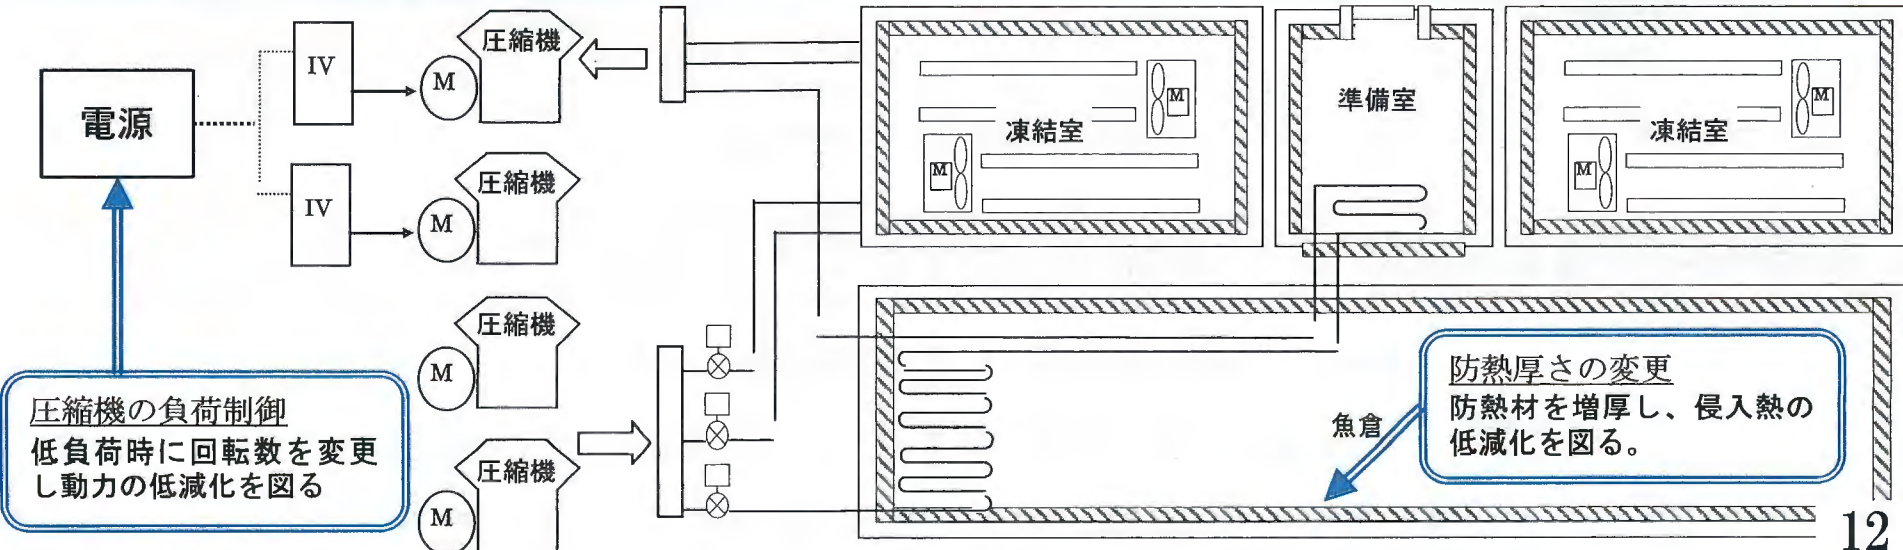 電源
IV
IV
M
圧縮機
M
圧縮機
M
圧縮機
M
圧縮機
凍結室
M
M
準備室
凍結室
M
M
魚倉
圧縮機の負荷制御
低負荷時に回転数を変更
し動力の低減化を図る
防熱厚さの変更
防熱材を増厚し、侵入熱の
低減化を図る。
12